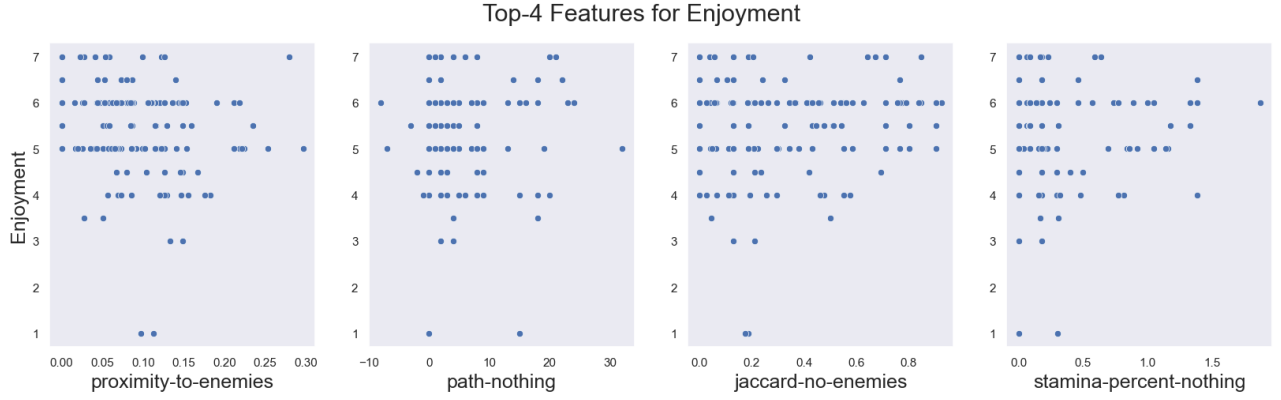 Top-4 Features for Enjoyment
Enjoyment
7
6
5
4
3
2
1
0.00 0.05 0.10 0.15 0.20 0.25 0.30
proximity-to-enemies
7
6
5
4
3
2
1
−10 0 10 20 30
path-nothing
7
6
5
4
3
2
1
0.0 0.2 0.4 0.6 0.8
jaccard-no-enemies
7
6
5
4
3
2
1
0.0 0.5 1.0 1.5
stamina-percent-nothing